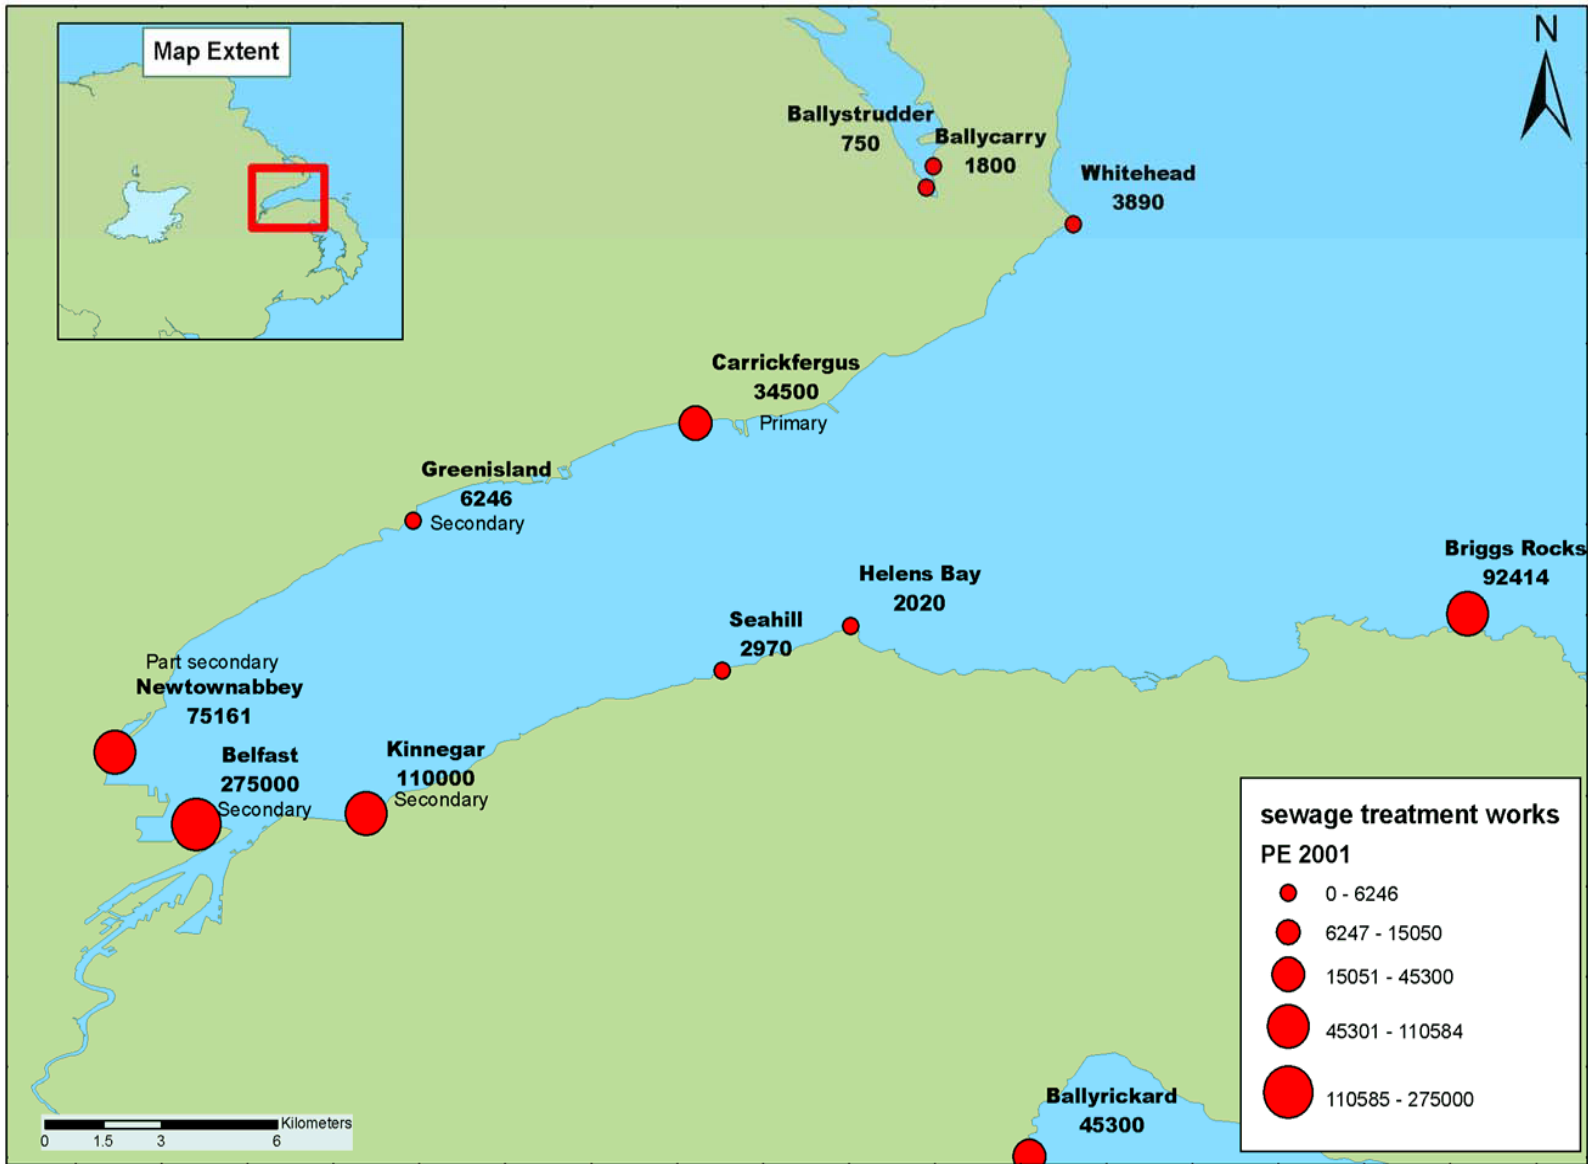 Map Extent
N
Ballystrudder
750
Ballycarry
1800
Whitehead
3890
Carrickfergus
34500
Primary
Greenisland
6246
Secondary
Briggs Rocks
92414
Helens Bay
2020
Seahill
2970
Part secondary
Newtownabbey
75161
Belfast
275000
Secondary
Kinnegar
110000
Secondary
sewage treatment works
PE 2001
0 - 6246
6247 - 15050
15051 - 45300
45301 - 110584
110585 - 275000
Ballyrickard
45300
Kilometers
0 1.5 3 6